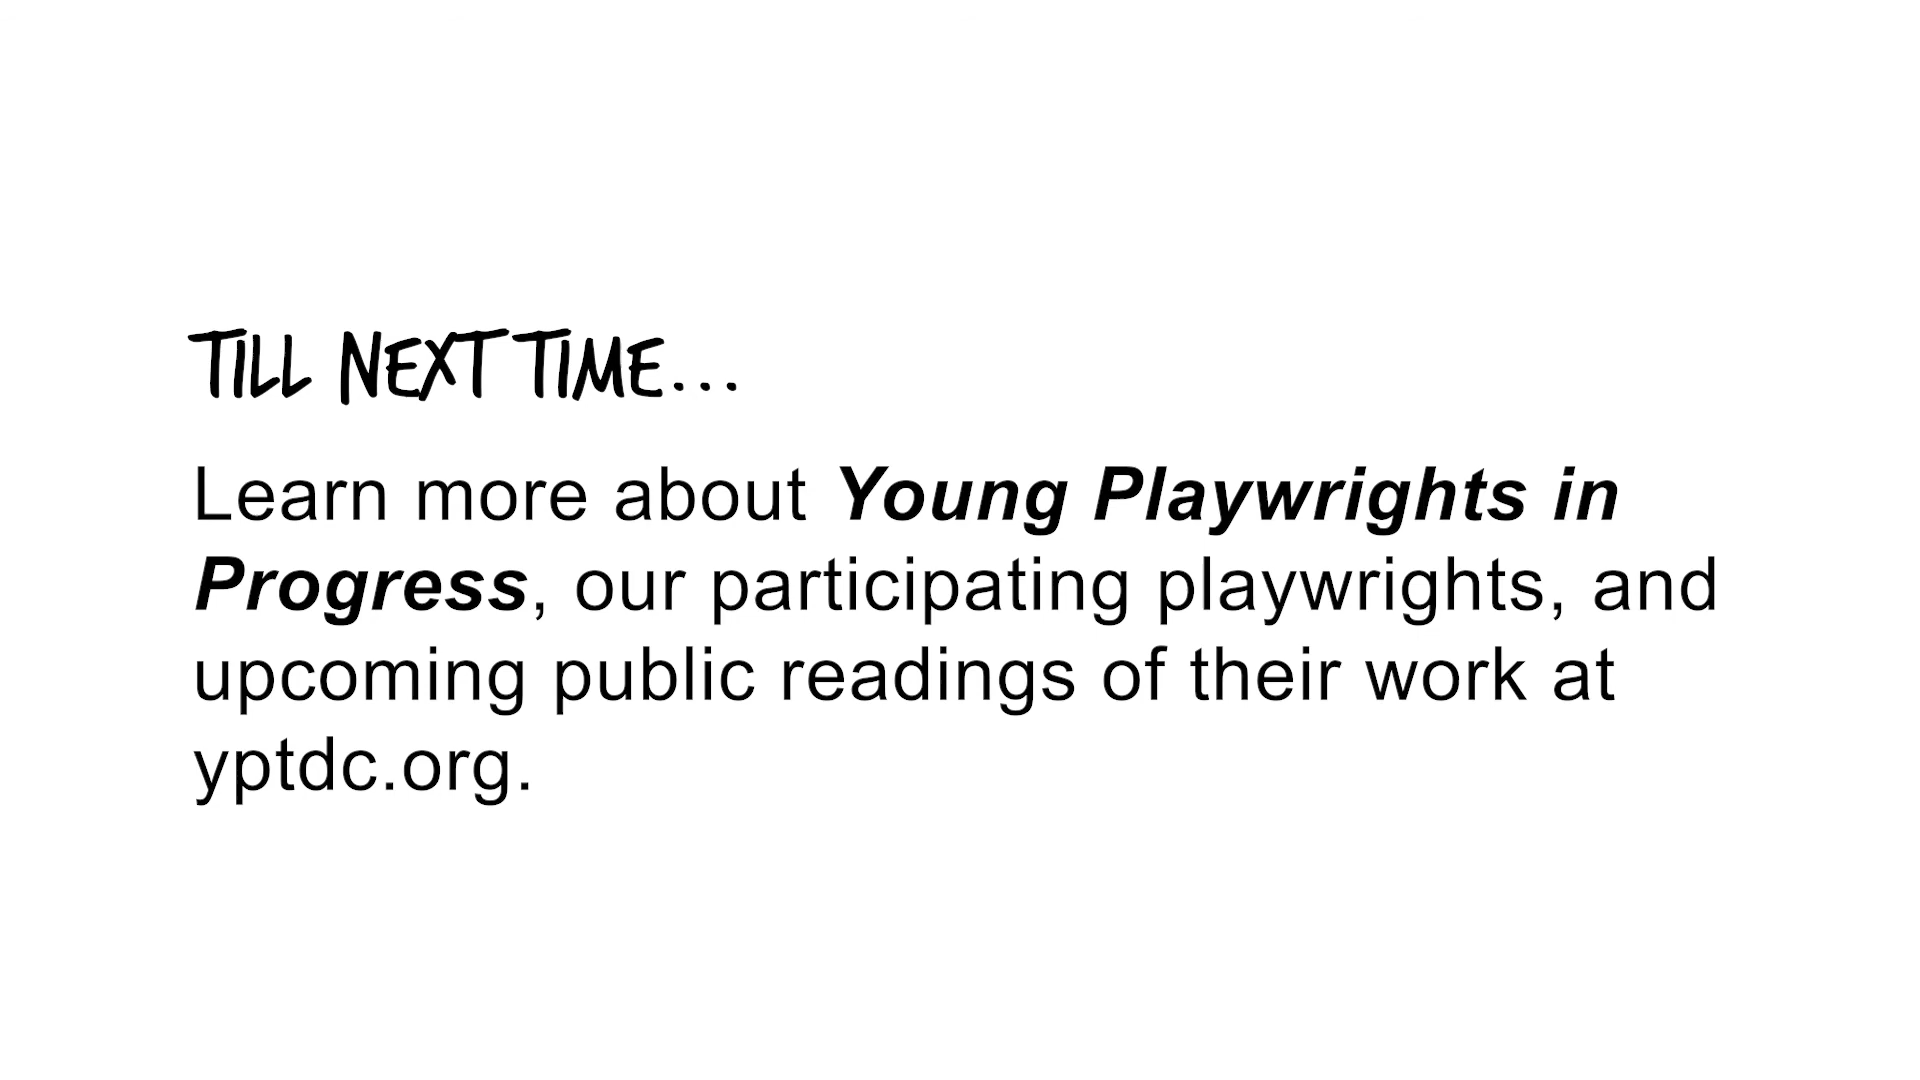 TILL NEXT TIME...
Learn more about Young Playwrights in
Progress, our participating playwrights, and
upcoming public readings of their work at
yptdc.org.